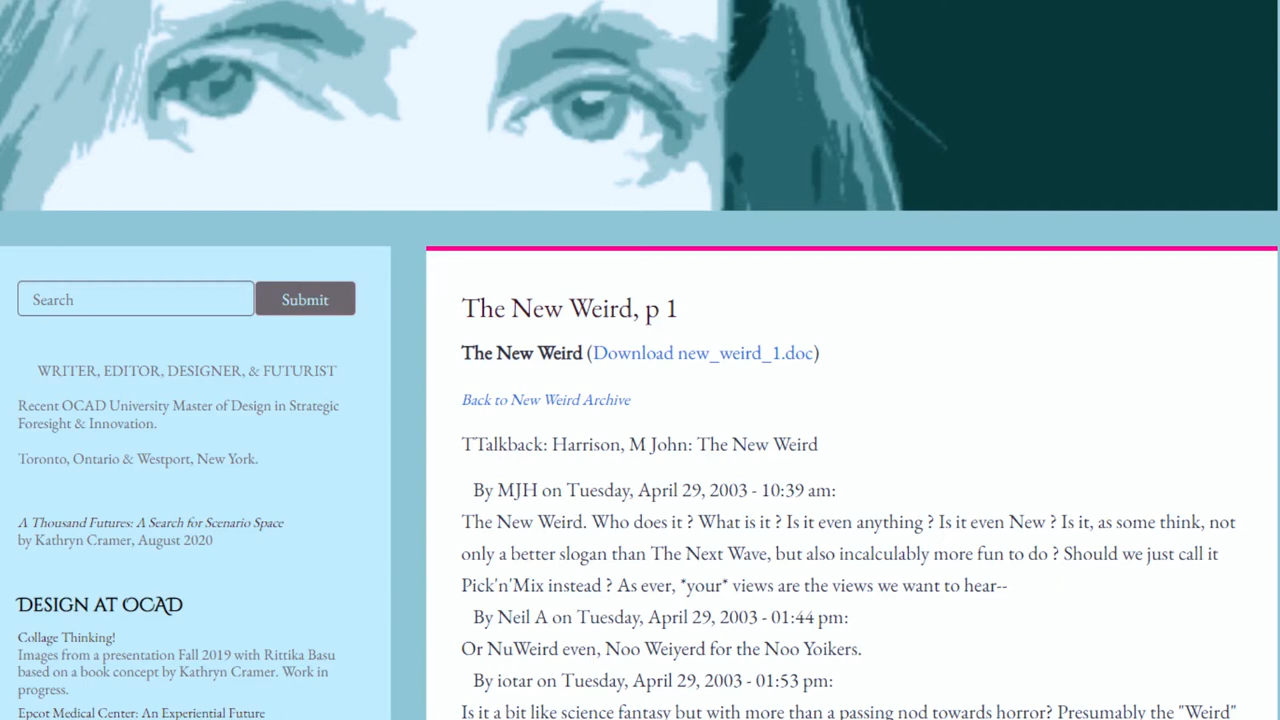 Search
Submit
WRITER, EDITOR, DESIGNER, & FUTURIST
Recent OCAD University Master of Design in Strategic
Foresight & Innovation.
Toronto, Ontario & Westport, New York.
A Thousand Futures: A Search for Scenario Space
by Kathryn Cramer, August 2020
DESIGN AT OCAD
Collage Thinking!
Images from a presentation Fall 2019 with Rittika Basu
based on a book concept by Kathryn Cramer. Work in
progress.
Epcot Medical Center: An Experiential Future
The New Weird, p 1
The New Weird (Download new_weird_1.doc)
Back to New Weird Archive
TTalkback: Harrison, M John: The New Weird
By MJH on Tuesday, April 29, 2003 - 10:39 am:
The New Weird. Who does it ? What is it ? Is it even anything ? Is it even New ? Is it, as some think, not
only a better slogan than The Next Wave, but also incalculably more fun to do ? Should we just call it
Pick'n'Mix instead ? As ever, *your* views are the views we want to hear--
By Neil A on Tuesday, April 29, 2003 - 01:44 pm:
Or NuWeird even, Noo Weiyerd for the Noo Yoikers.
By iotar on Tuesday, April 29, 2003 - 01:53 pm:
Is it a bit like science fantasy but with more than a passing nod towards horror? Presumably the "Weird"